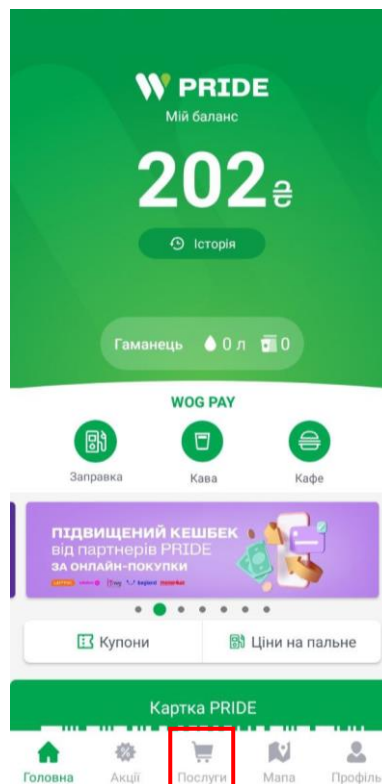 PRIDE
Мій баланс
202₴
Історія
Гаманець 0 л 0
WOG PAY
Заправка Кава Кафе
ПІДВИЩЕНИЙ КЕШБЕК
від партнерів PRIDE
ЗА ОНЛАЙН-ПОКУПКИ
Купони Ціни на пальне
Картка PRIDE
Головна Акції Послуги Мапа Профіль